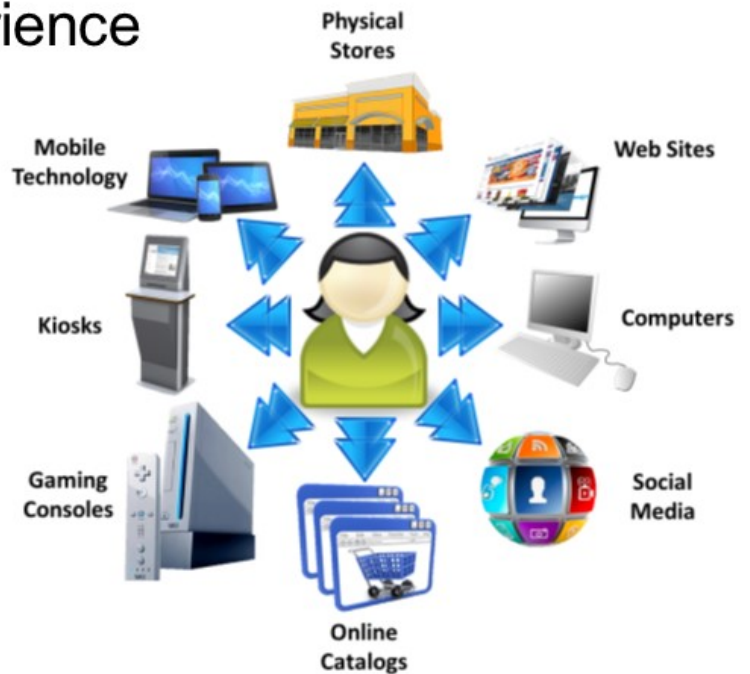 ience
Physical
Stores
Mobile
Technology
Web Sites
Kiosks
Computers
Gaming
Consoles
Social
Media
Online
Catalogs